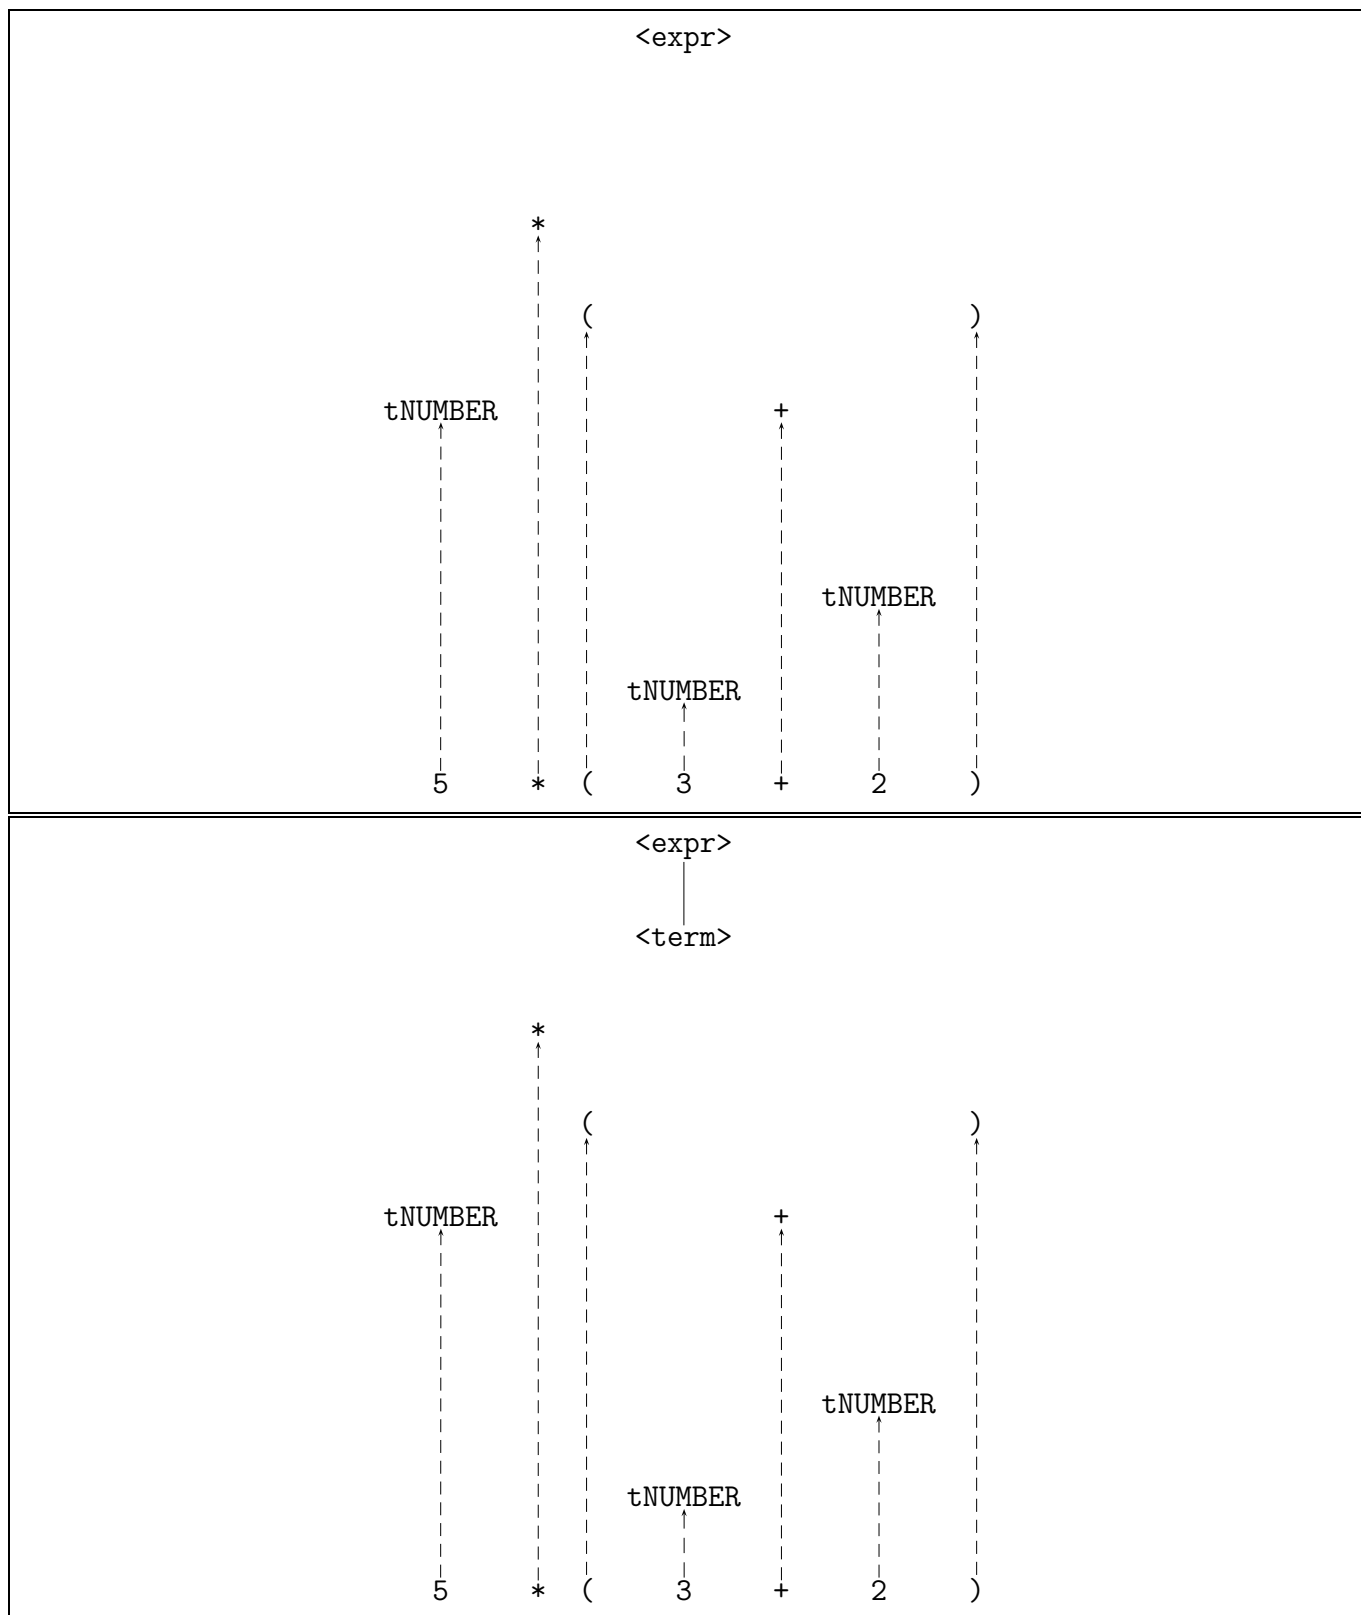 <expr>
*
( )
tNUMBER +
tNUMBER
tNUMBER
5 * ( 3 + 2 )
<expr>
<term>
*
( )
tNUMBER +
tNUMBER
tNUMBER
5 * ( 3 + 2 )